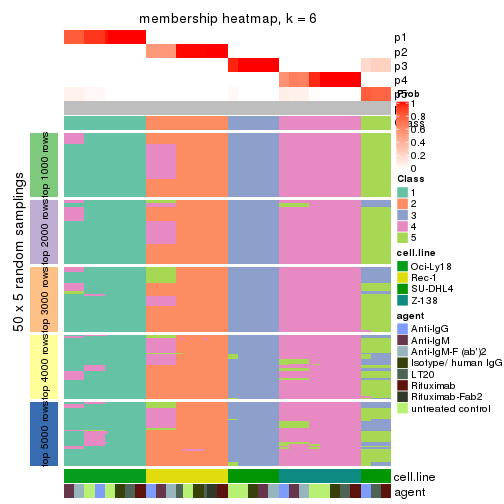 membership heatmap, k = 6
p1
p2
p3
p4
Prob
1
0.8
0.6
0.4
0.2
0
Class
1
2
3
4
5
cell.line
Oci-Ly18
Rec-1
SU-DHL4
Z-138
agent
Anti-IgG
Anti-IgM
Anti-IgM-F (ab')2
Isotype/ human IgG
LT20
Rituximab
Rituximab-Fab2
untreated control
50 x 5 random samplings
top 1000 rows
top 2000 rows
top 3000 rows
top 4000 rows
top 5000 rows
cell.line
agent